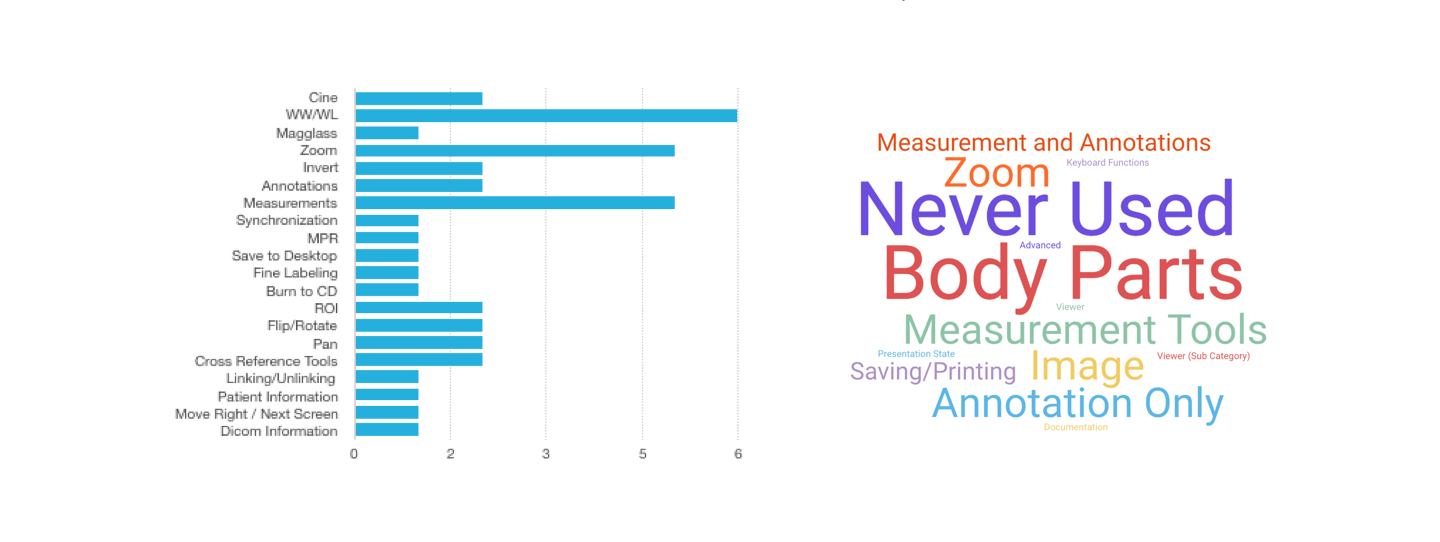 Cine
WW/WL
Magglass
Zoom
Invert
Annotations
Measurements
Synchronization
MPR
Save to Desktop
Fine Labeling
Burn to CD
ROI
Flip/Rotate
Pan
Cross Reference Tools
Linking/Unlinking
Patient Information
Move Right / Next Screen
Dicom Information
0 2 3 5 6
Measurement and Annotations
Zoom Keyboard Functions
Never Used
Advanced
Body Parts
Viewer
Measurement Tools
Presentation State Viewer (Sub Category)
Saving/Printing Image
Annotation Only
Documentation